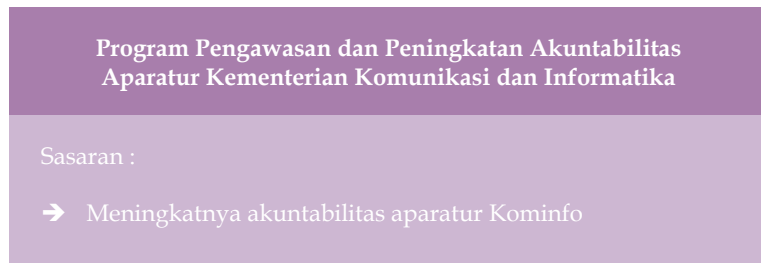 Program Pengawasan dan Peningkatan Akuntabilitas
Aparatur Kementerian Komunikasi dan Informatika
Sasaran :
➔ Meningkatnya akuntabilitas aparatur Kominfo